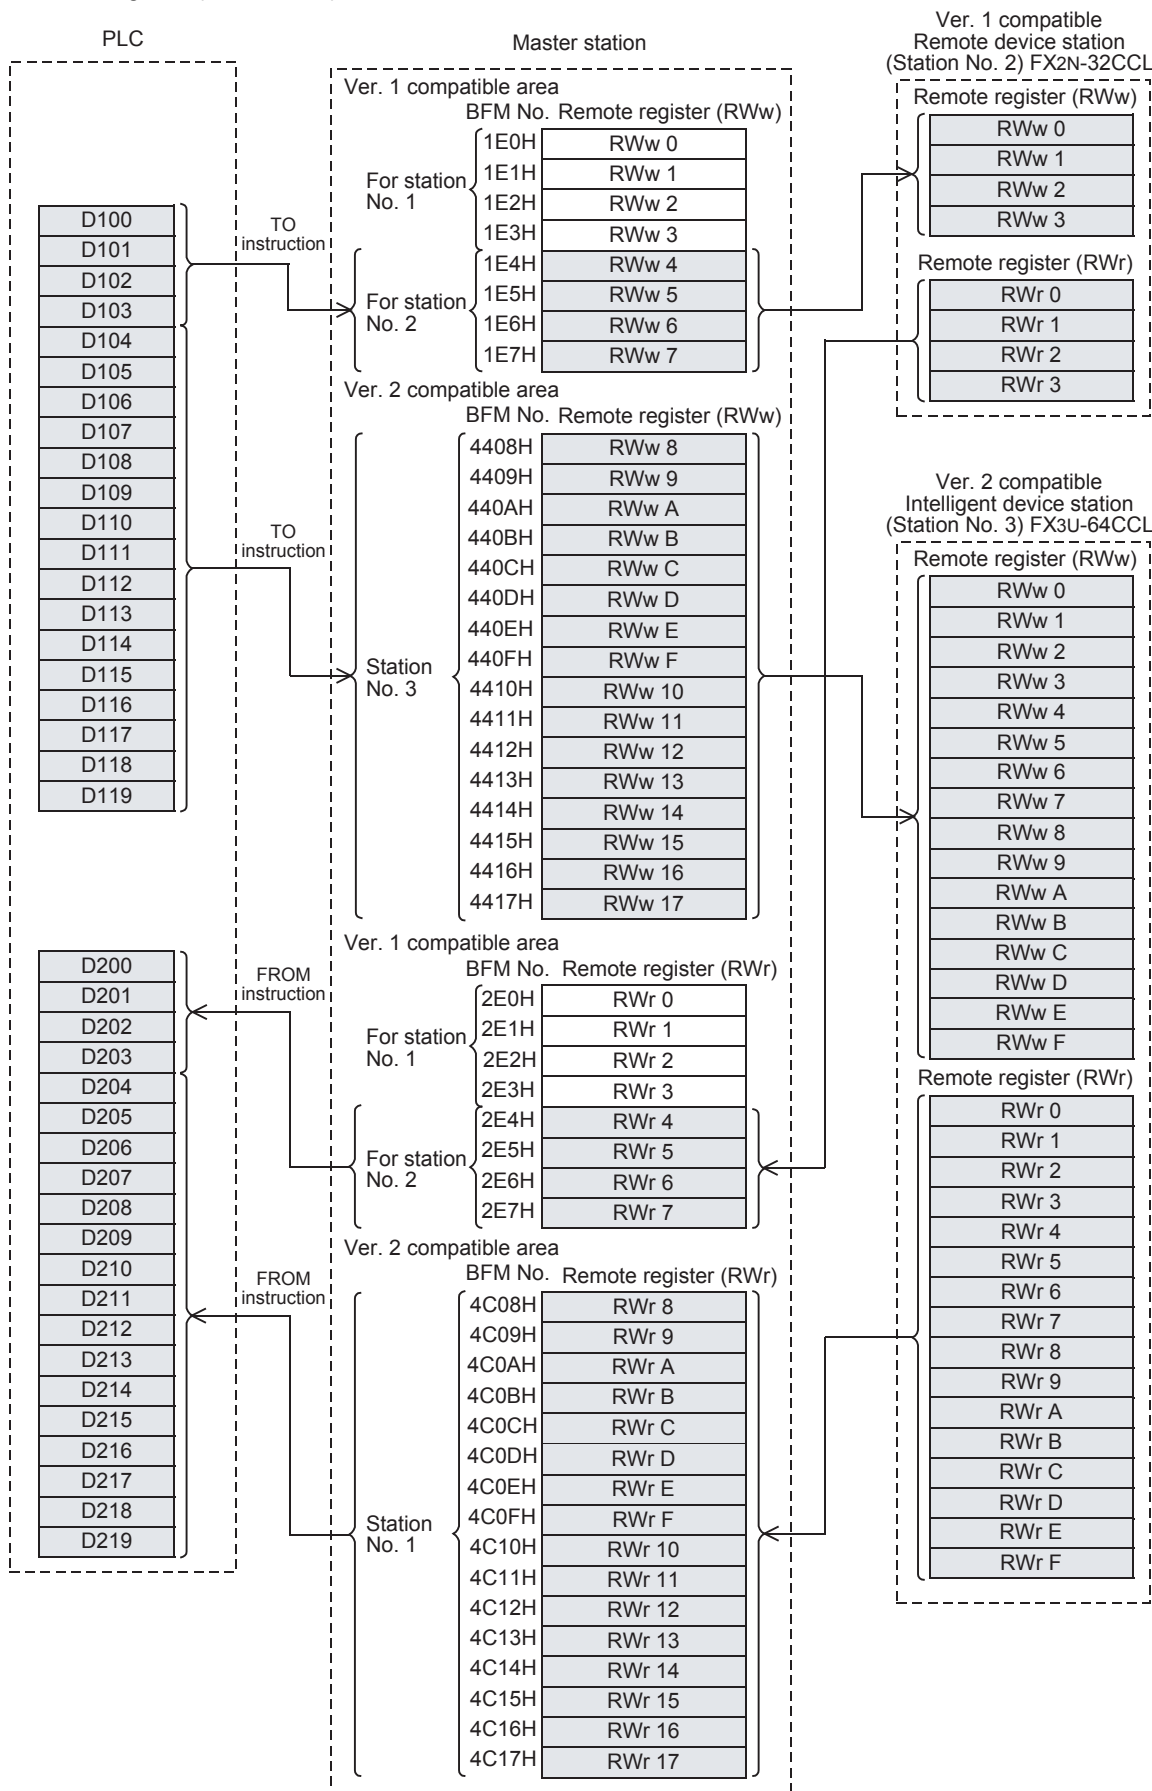 PLC
D100
D101
D102
D103
D104
D105
D106
D107
D108
D109
D110
D111
D112
D113
D114
D115
D116
D117
D118
D119
TO
instruction
TO
instruction
D200
D201
D202
D203
D204
D205
D206
D207
D208
D209
D210
D211
D212
D213
D214
D215
D216
D217
D218
D219
FROM
instruction
FROM
instruction
Master station
Ver. 1 compatible area
BFM No. Remote register (RWw)
For station
No. 1
1E0H RWw 0
1E1H RWw 1
1E2H RWw 2
1E3H RWw 3
For station
No. 2
1E4H RWw 4
1E5H RWw 5
1E6H RWw 6
1E7H RWw 7
Ver. 2 compatible area
BFM No. Remote register (RWw)
Station
No. 3
4408H RWw 8
4409H RWw 9
440AH RWw A
440BH RWw B
440CH RWw C
440DH RWw D
440EH RWw E
440FH RWw F
4410H RWw 10
4411H RWw 11
4412H RWw 12
4413H RWw 13
4414H RWw 14
4415H RWw 15
4416H RWw 16
4417H RWw 17
Ver. 1 compatible area
BFM No. Remote register (RWr)
For station
No. 1
2E0H RWr 0
2E1H RWr 1
2E2H RWr 2
2E3H RWr 3
For station
No. 2
2E4H RWr 4
2E5H RWr 5
2E6H RWr 6
2E7H RWr 7
Ver. 2 compatible area
BFM No. Remote register (RWr)
Station
No. 1
4C08H RWr 8
4C09H RWr 9
4C0AH RWr A
4C0BH RWr B
4C0CH RWr C
4C0DH RWr D
4C0EH RWr E
4C0FH RWr F
4C10H RWr 10
4C11H RWr 11
4C12H RWr 12
4C13H RWr 13
4C14H RWr 14
4C15H RWr 15
4C16H RWr 16
4C17H RWr 17
Ver. 1 compatible
Remote device station
(Station No. 2) FX2N-32CCL
Remote register (RWw)
RWw 0
RWw 1
RWw 2
RWw 3
Remote register (RWr)
RWr 0
RWr 1
RWr 2
RWr 3
Ver. 2 compatible
Intelligent device station
(Station No. 3) FX3U-64CCL
Remote register (RWw)
RWw 0
RWw 1
RWw 2
RWw 3
RWw 4
RWw 5
RWw 6
RWw 7
RWw 8
RWw 9
RWw A
RWw B
RWw C
RWw D
RWw E
RWw F
Remote register (RWr)
RWr 0
RWr 1
RWr 2
RWr 3
RWr 4
RWr 5
RWr 6
RWr 7
RWr 8
RWr 9
RWr A
RWr B
RWr C
RWr D
RWr E
RWr F